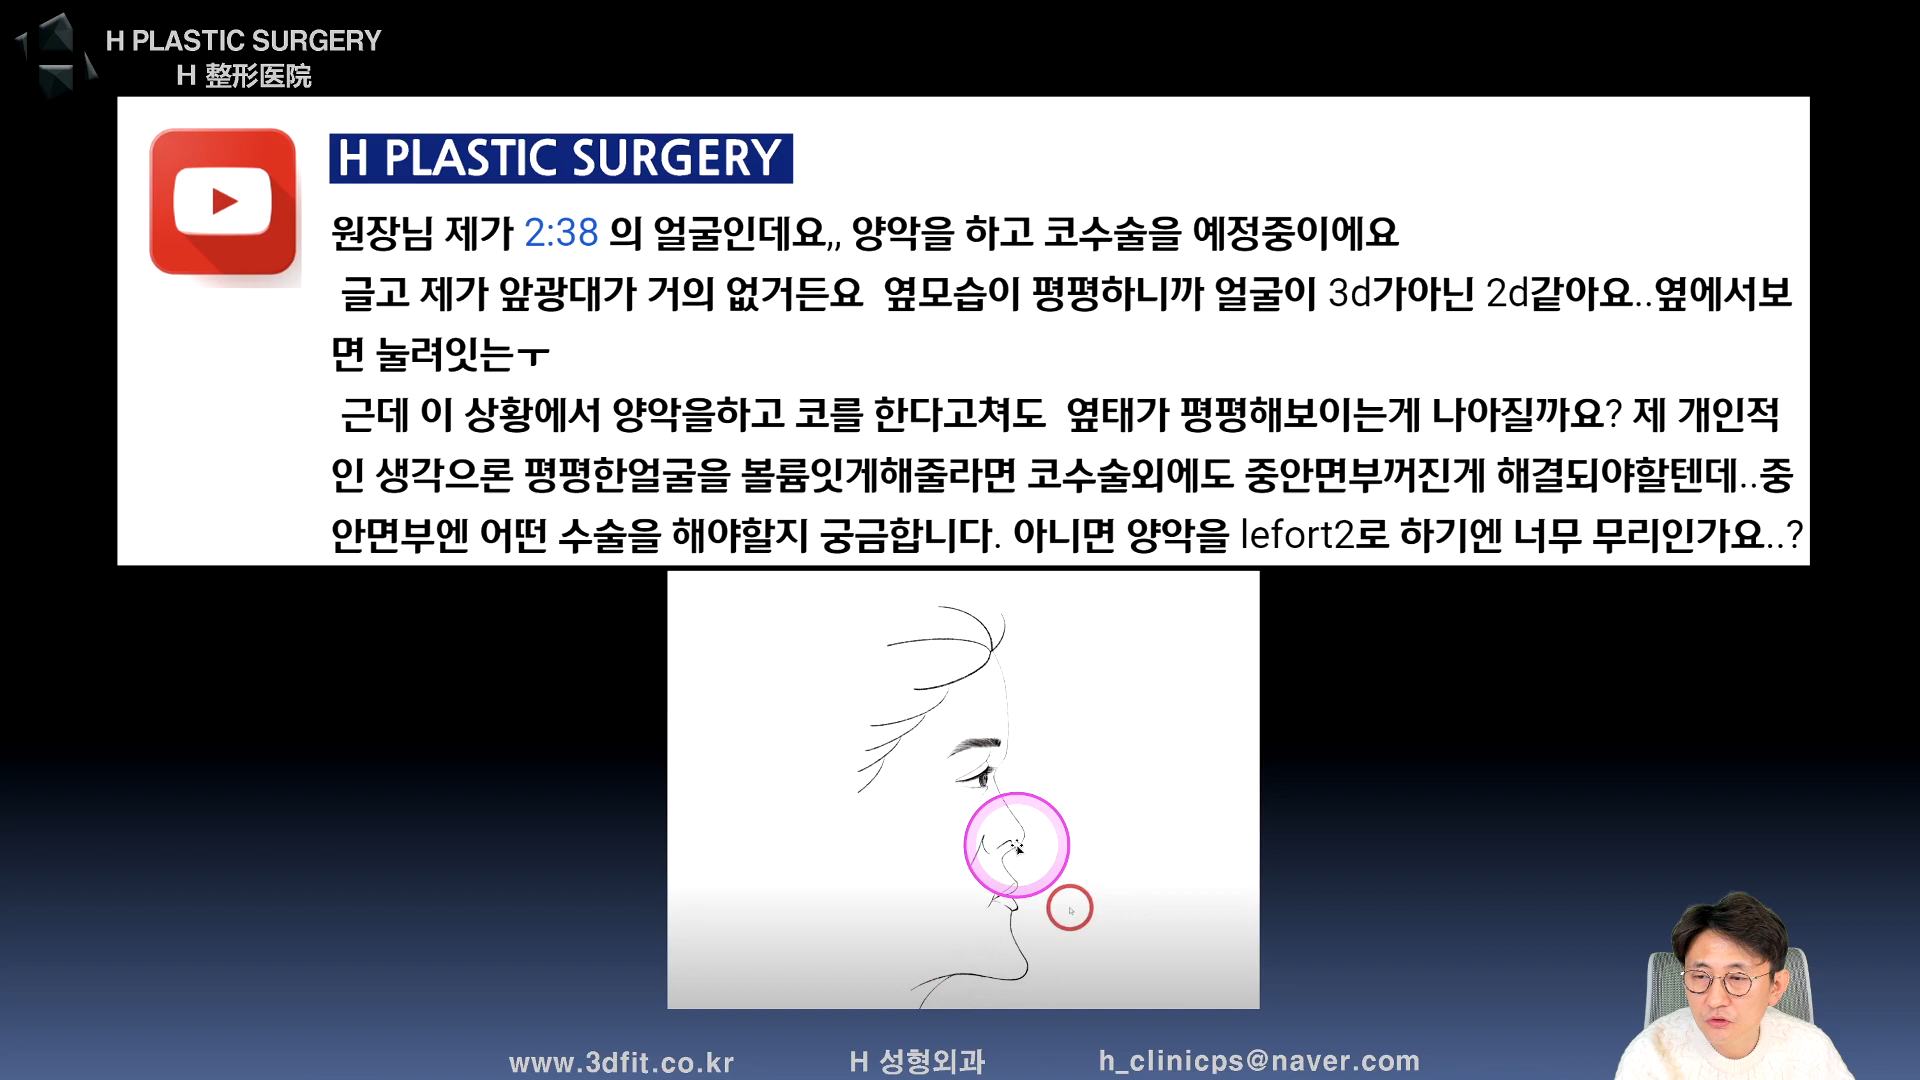 H PLASTIC SURGERY
H 整形医院
H PLASTIC SURGERY
원장님 제가 2:38 의 얼굴인데요,, 양악을 하고 코수술을 예정중이에요
글고 제가 앞광대가 거의 없거든요 옆모습이 평평하니까 얼굴이 3d가아닌 2d같아요..옆에서보
면 눌려잇는ㅜ
근데 이 상황에서 양악을하고 코를 한다고쳐도 옆태가 평평해보이는게 나아질까요? 제 개인적
인 생각으론 평평한얼굴을 볼륨잇게해줄라면 코수술외에도 중안면부꺼진게 해결되야할텐데..중
안면부엔 어떤 수술을 해야할지 궁금합니다. 아니면 양악을 lefort2로 하기엔 너무 무리인가요..?
www.3dfit.co.kr
H 성형외과
h_clinicps@naver.com